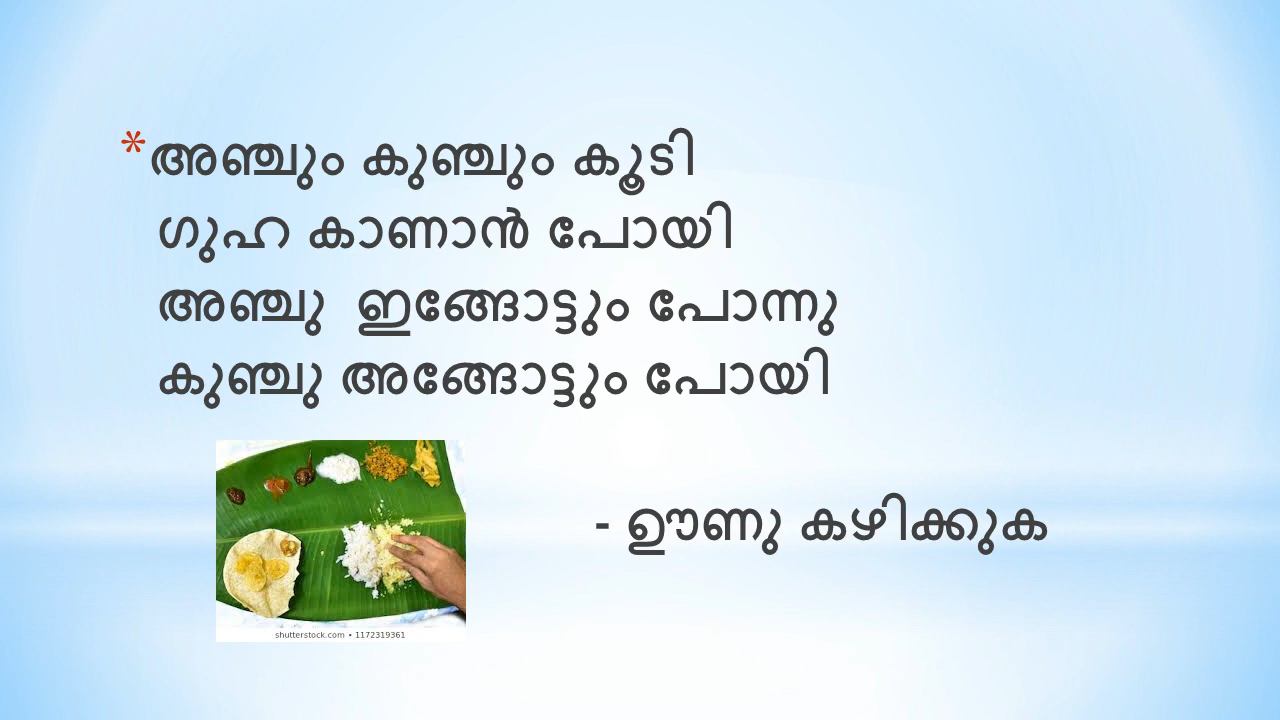 *അഞ്ചും കുഞ്ചും കൂടി
ഗുഹ കാണാൻ പോയി
അഞ്ചു ഇങ്ങോട്ടും പോന്നു
കുഞ്ചു അങ്ങോട്ടും പോയി
- ഊണു കഴിക്കുക
shutterstock.com • 1172319361